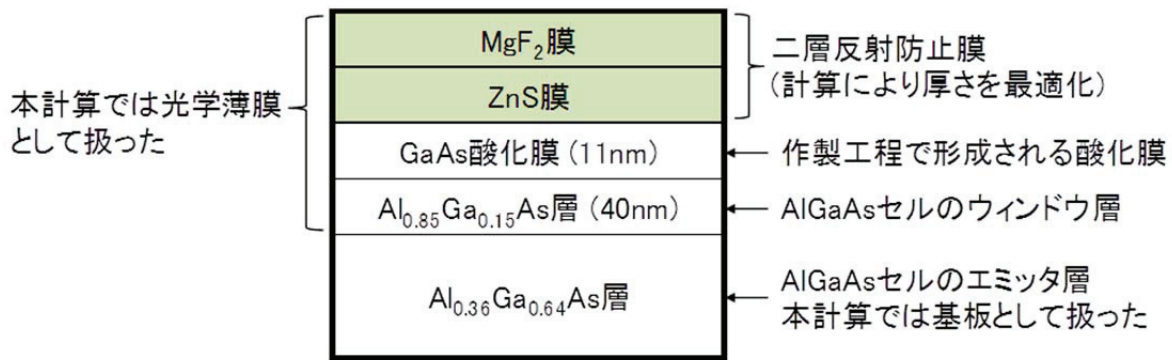 MgF₂膜
ZnS膜
GaAs酸化膜 (11nm)
Al₀.₈₅Ga₀.₁₅As層 (40nm)
Al₀.₃₆Ga₀.₆₄As層
本計算では光学薄膜
として扱った
二層反射防止膜
(計算により厚さを最適化)
作製工程で形成される酸化膜
AlGaAsセルのウィンドウ層
AlGaAsセルのエミッタ層
本計算では基板として扱った